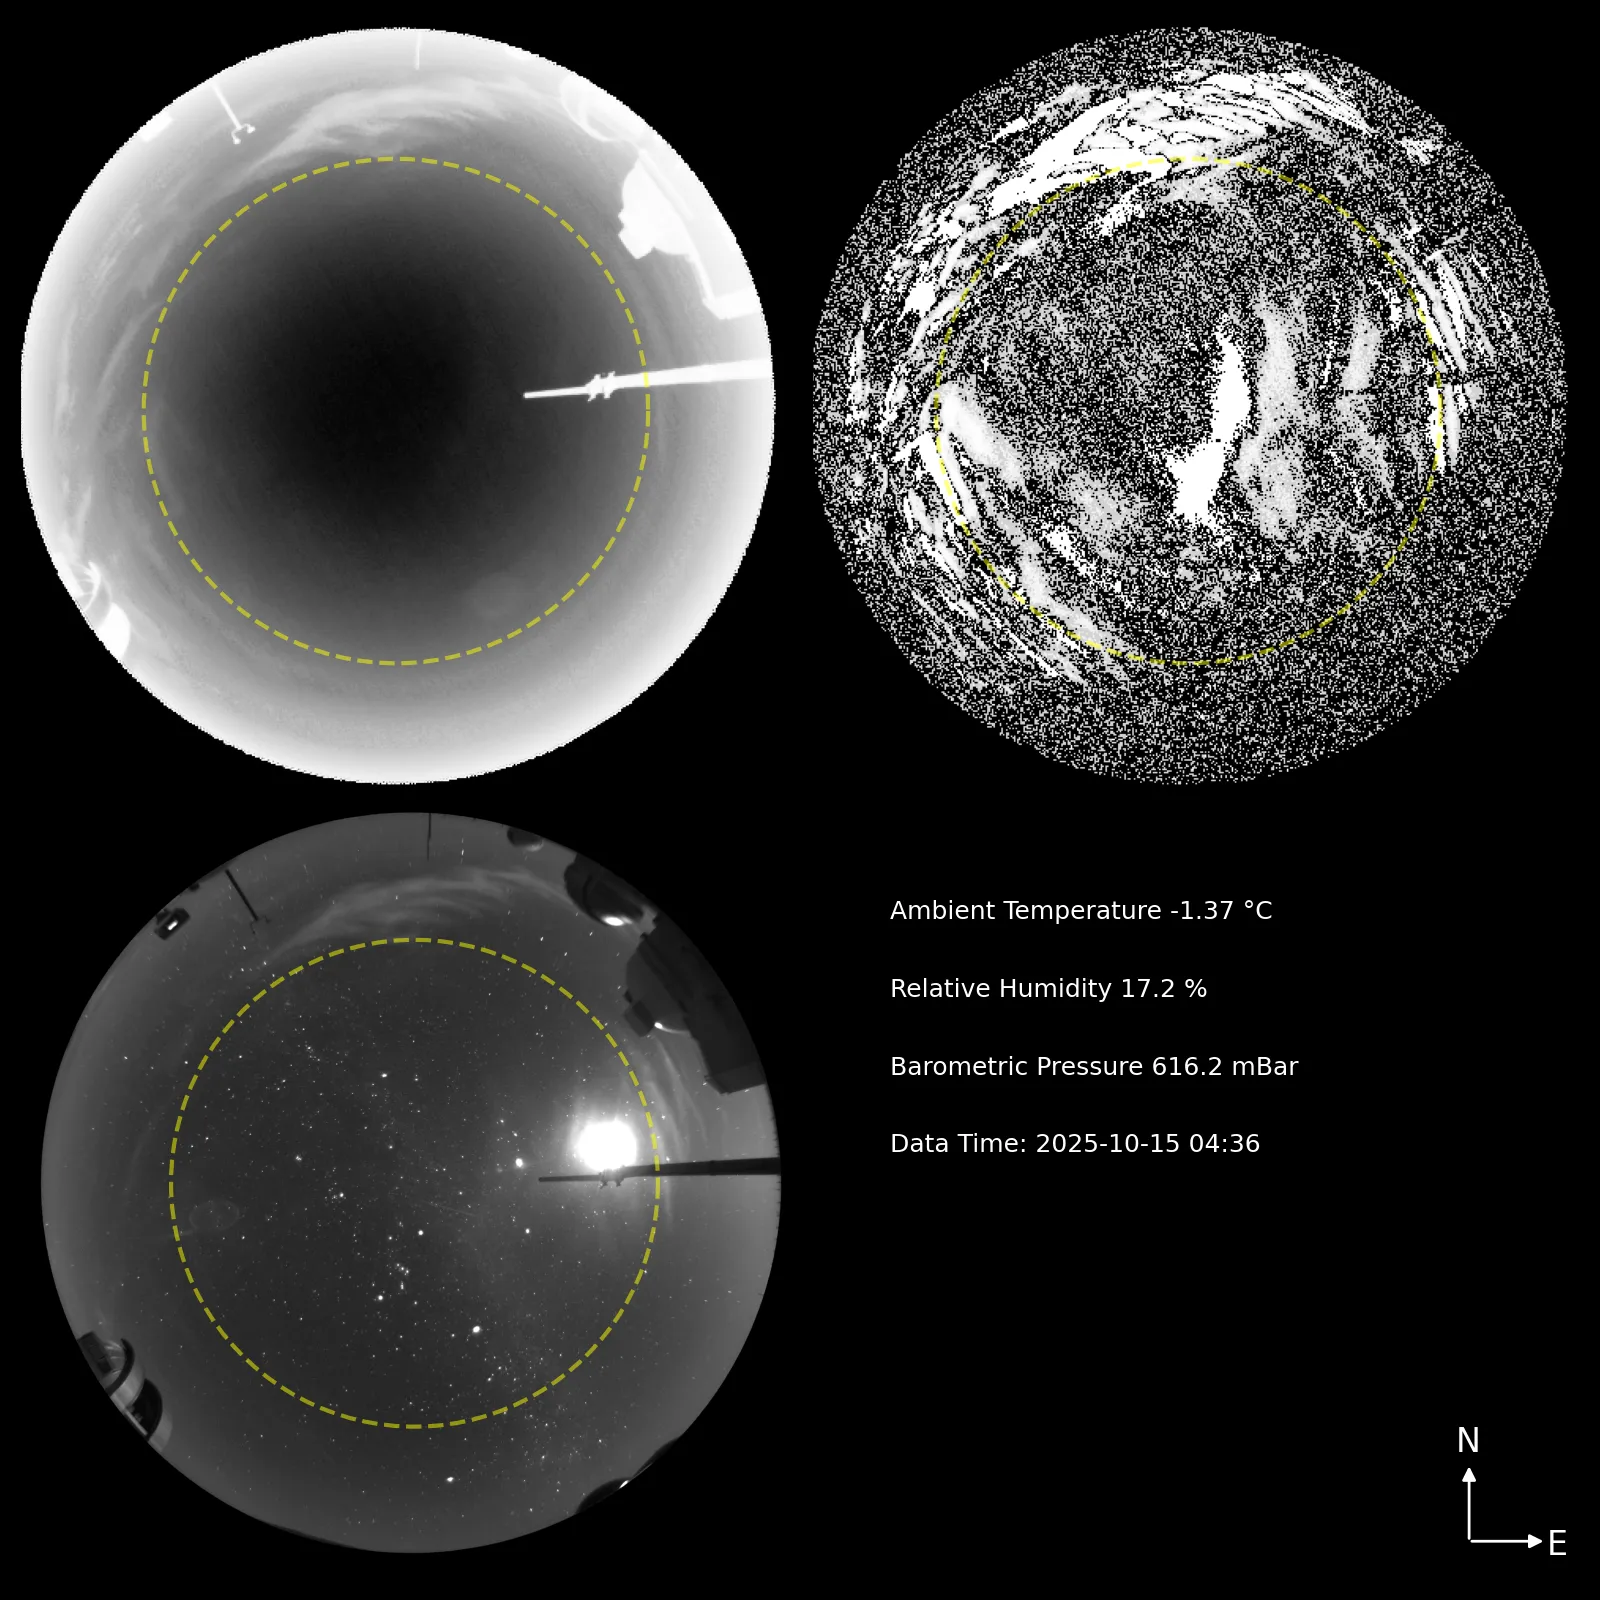 Ambient Temperature -1.37 °C
Relative Humidity 17.2 %
Barometric Pressure 616.2 mBar
Data Time: 2025-10-15 04:36
N
E